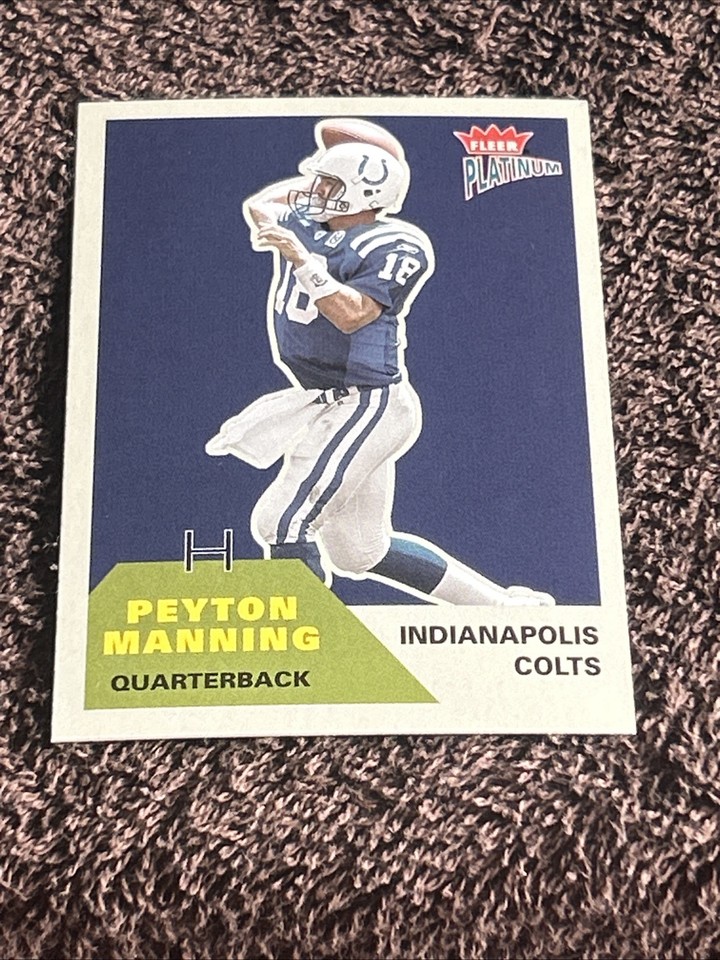 FLEER
PLATINUM
18
18
PEYTON
MANNING
QUARTERBACK
INDIANAPOLIS
COLTS